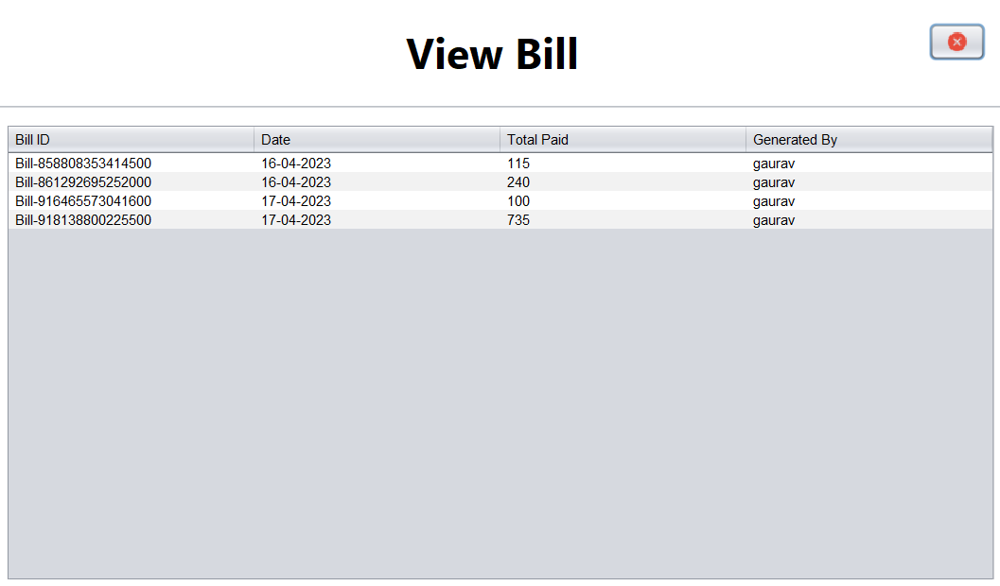 View Bill
Bill ID Date Total Paid Generated By
Bill-858808353414500 16-04-2023 115 gaurav
Bill-861292695252000 16-04-2023 240 gaurav
Bill-916465573041600 17-04-2023 100 gaurav
Bill-918138800225500 17-04-2023 735 gaurav